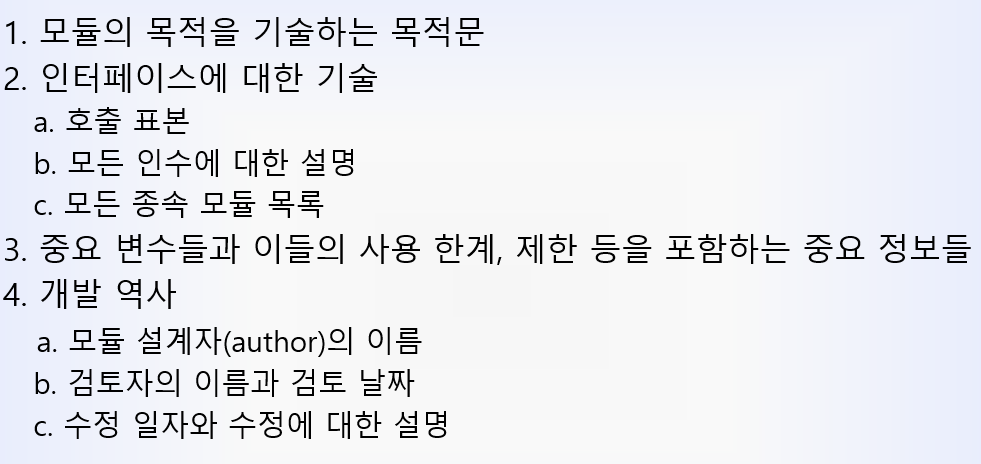 1. 모듈의 목적을 기술하는 목적문
2. 인터페이스에 대한 기술
a. 호출 표본
b. 모든 인수에 대한 설명
c. 모든 종속 모듈 목록
3. 중요 변수들과 이들의 사용 한계, 제한 등을 포함하는 중요 정보들
4. 개발 역사
a. 모듈 설계자(author)의 이름
b. 검토자의 이름과 검토 날짜
c. 수정 일자와 수정에 대한 설명